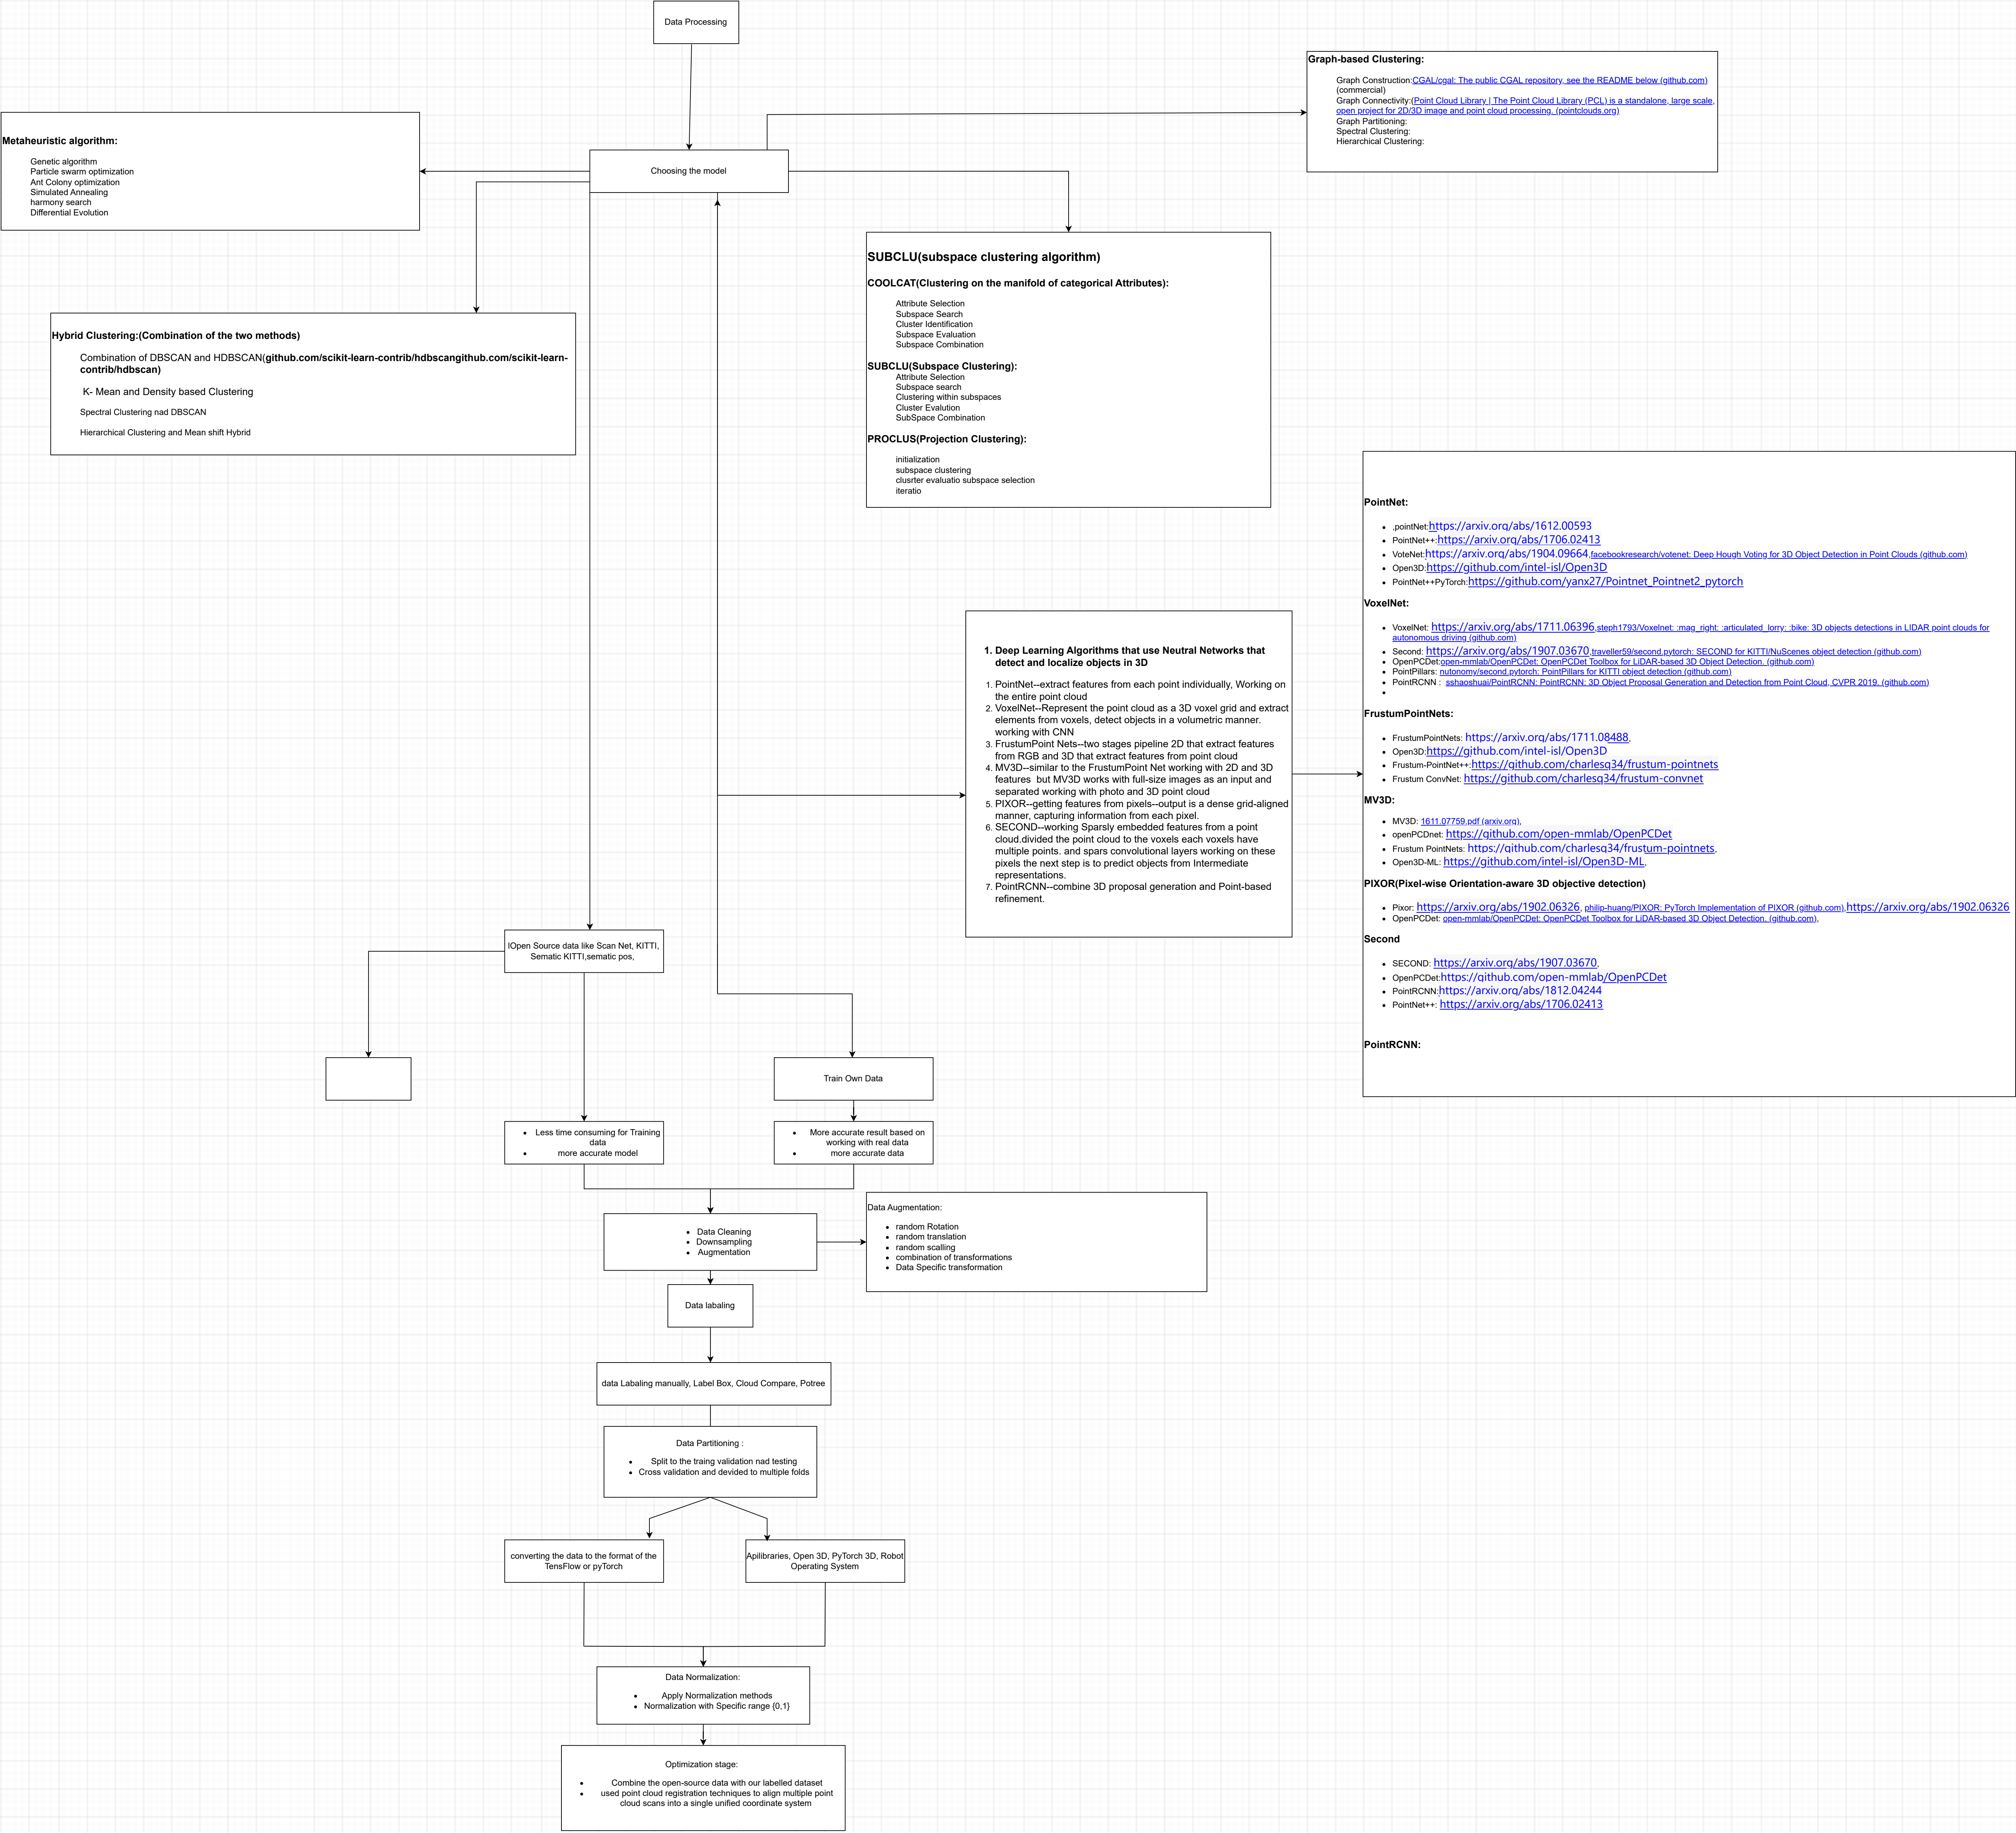 Data Processing
Graph-based Clustering:
Graph Construction:CGAL/cgal: The public CGAL repository, see the README below (github.com)
(commercial)
Graph Connectivity:(Point Cloud Library | The Point Cloud Library (PCL) is a standalone, large scale,
open project for 2D/3D image and point cloud processing. (pointclouds.org)
Graph Partitioning:
Spectral Clustering:
Hierarchical Clustering:
Metaheuristic algorithm:
Genetic algorithm
Particle swarm optimization
Ant Colony optimization
Simulated Annealing
harmony search
Differential Evolution
Choosing the model
SUBCLU(subspace clustering algorithm)
COOLCAT(Clustering on the manifold of categorical Attributes):
Attribute Selection
Subspace Search
Cluster Identification
Subspace Evaluation
Subspace Combination
SUBCLU(Subspace Clustering):
Attribute Selection
Subspace search
Clustering within subspaces
Cluster Evalution
SubSpace Combination
PROCLUS(Projection Clustering):
initialization
subspace clustering
clusrter evaluatio subspace selection
iteratio
Hybrid Clustering:(Combination of the two methods)
Combination of DBSCAN and HDBSCAN(github.com/scikit-learn-contrib/hdbscangithub.com/scikit-learn-
contrib/hdbscan)
K- Mean and Density based Clustering
Spectral Clustering nad DBSCAN
Hierarchical Clustering and Mean shift Hybrid
1. Deep Learning Algorithms that use Neutral Networks that
detect and localize objects in 3D
1. PointNet--extract features from each point individually, Working on
the entire point cloud
2. VoxelNet--Represent the point cloud as a 3D voxel grid and extract
elements from voxels, detect objects in a volumetric manner.
working with CNN
3. FrustumPoint Nets--two stages pipeline 2D that extract features
from RGB and 3D that extract features from point cloud
4. MV3D--similar to the FrustumPoint Net working with 2D and 3D
features but MV3D works with full-size images as an input and
separated working with photo and 3D point cloud
5. PIXOR--getting features from pixels--output is a dense grid-aligned
manner, capturing information from each pixel.
6. SECOND--working Sparsly embedded features from a point
cloud.divided the point cloud to the voxels each voxels have
multiple points. and spars convolutional layers working on these
pixels the next step is to predict objects from Intermediate
representations.
7. PointRCNN--combine 3D proposal generation and Point-based
refinement.
PointNet:
• ,pointNet:https://arxiv.org/abs/1612.00593
• PointNet++:https://arxiv.org/abs/1706.02413
• VoteNet:https://arxiv.org/abs/1904.09664,facebookresearch/votenet: Deep Hough Voting for 3D Object Detection in Point Clouds (github.com)
• Open3D:https://github.com/intel-isl/Open3D
• PointNet++PyTorch:https://github.com/yanx27/Pointnet_Pointnet2_pytorch
VoxelNet:
• VoxelNet: https://arxiv.org/abs/1711.06396,steph1793/Voxelnet: :mag_right: :articulated_lorry: :bike: 3D objects detections in LIDAR point clouds for
autonomous driving (github.com)
• Second: https://arxiv.org/abs/1907.03670,traveller59/second.pytorch: SECOND for KITTI/NuScenes object detection (github.com)
• OpenPCDet:open-mmlab/OpenPCDet: OpenPCDet Toolbox for LiDAR-based 3D Object Detection. (github.com)
• PointPillars: nutonomy/second.pytorch: PointPillars for KITTI object detection (github.com)
• PointRCNN : sshaoshuai/PointRCNN: PointRCNN: 3D Object Proposal Generation and Detection from Point Cloud, CVPR 2019. (github.com)
•
FrustumPointNets:
• FrustumPointNets: https://arxiv.org/abs/1711.08488,
• Open3D:https://github.com/intel-isl/Open3D
• Frustum-PointNet++:https://github.com/charlesq34/frustum-pointnets
• Frustum ConvNet: https://github.com/charlesq34/frustum-convnet
MV3D:
• MV3D: 1611.07759.pdf (arxiv.org),
• openPCDnet: https://github.com/open-mmlab/OpenPCDet
• Frustum PointNets: https://github.com/charlesq34/frustum-pointnets,
• Open3D-ML: https://github.com/intel-isl/Open3D-ML,
PIXOR(Pixel-wise Orientation-aware 3D objective detection)
• Pixor: https://arxiv.org/abs/1902.06326, philip-huang/PIXOR: PyTorch Implementation of PIXOR (github.com),https://arxiv.org/abs/1902.06326
• OpenPCDet: open-mmlab/OpenPCDet: OpenPCDet Toolbox for LiDAR-based 3D Object Detection. (github.com),
Second
• SECOND: https://arxiv.org/abs/1907.03670,
• OpenPCDet:https://github.com/open-mmlab/OpenPCDet
• PointRCNN:https://arxiv.org/abs/1812.04244
• PointNet++: https://arxiv.org/abs/1706.02413
PointRCNN:
lOpen Source data like Scan Net, KITTI,
Sematic KITTI,sematic pos,
Train Own Data
• Less time consuming for Training
data
• more accurate model
• More accurate result based on
working with real data
• more accurate data
• Data Cleaning
• Downsampling
• Augmentation
Data Augmentation:
• random Rotation
• random translation
• random scalling
• combination of transformations
• Data Specific transformation
Data labaling
data Labaling manually, Label Box, Cloud Compare, Potree
Data Partitioning :
• Split to the traing validation nad testing
• Cross validation and devided to multiple folds
converting the data to the format of the
TensFlow or pyTorch
Apilibraries, Open 3D, PyTorch 3D, Robot
Operating System
Data Normalization:
• Apply Normalization methods
• Normalization with Specific range {0,1}
Optimization stage:
• Combine the open-source data with our labelled dataset
• used point cloud registration techniques to align multiple point
cloud scans into a single unified coordinate system